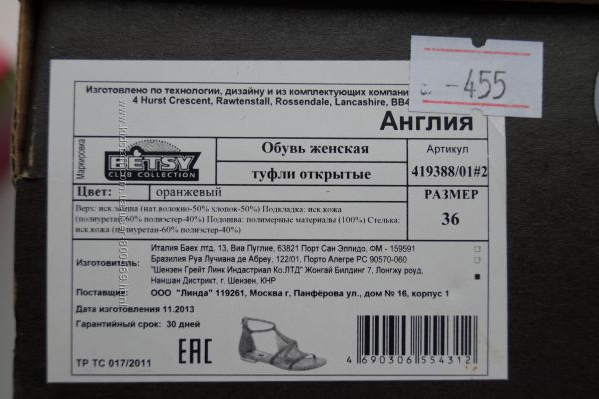 Изготовлено по технологии, дизайну и из комплектующих компани
4 Hurst Crescent, Rawtenstall, Rossendale, Lancashire, BB4
-455
Англия
Маркировка
BETSY
CLUB COLLECTION
Обувь женская
Артикул
туфли открытые
419388/01#2
Цвет: оранжевый -
РАЗМЕР
36
Верх: иск.замша (нат.волокно-50% хлопок-50%) Подкладка: иск.кожа
(полиуретан-60% полиэстер-40%) Подошва: полимерные материалы (100%) Стелька:
иск.кожа (полиуретан-60% полиэстер-40%)
Изготовитель:
Италия Баех лтд, 13, Виа Пуглие, 63821 Порт Сан Элпидо, ФМ - 159591
Бразилия Руа Лучиана де Абреу, 122/01, Порто Алегре РС 90570-060
"Шензен Грейт Линк Индастриал Ко.ЛТД" Жонгай Билдинг 7, Лонгжу роуд,
Наншан Дистрикт, г. Шензен, КНР
Поставщик: ООО "Линда" 119261, Москва г, Панфёрова ул., дом № 16, корпус 1
Дата изготовления 11.2013
Гарантийный срок: 30 дней
ТР ТС 017/2011
EAC
4 690306 554312